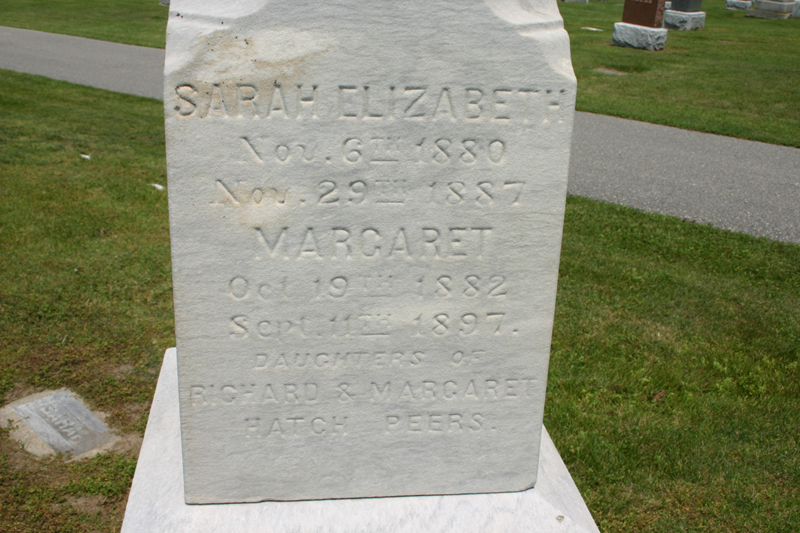 SARAH ELIZABETH
Nov. 6TH 1880
Nov. 29TH 1887
MARGARET
Oct 19TH 1882
Sept. 11TH 1897.
DAUGHTERS OF
RICHARD & MARGARET
HATCH PEERS.